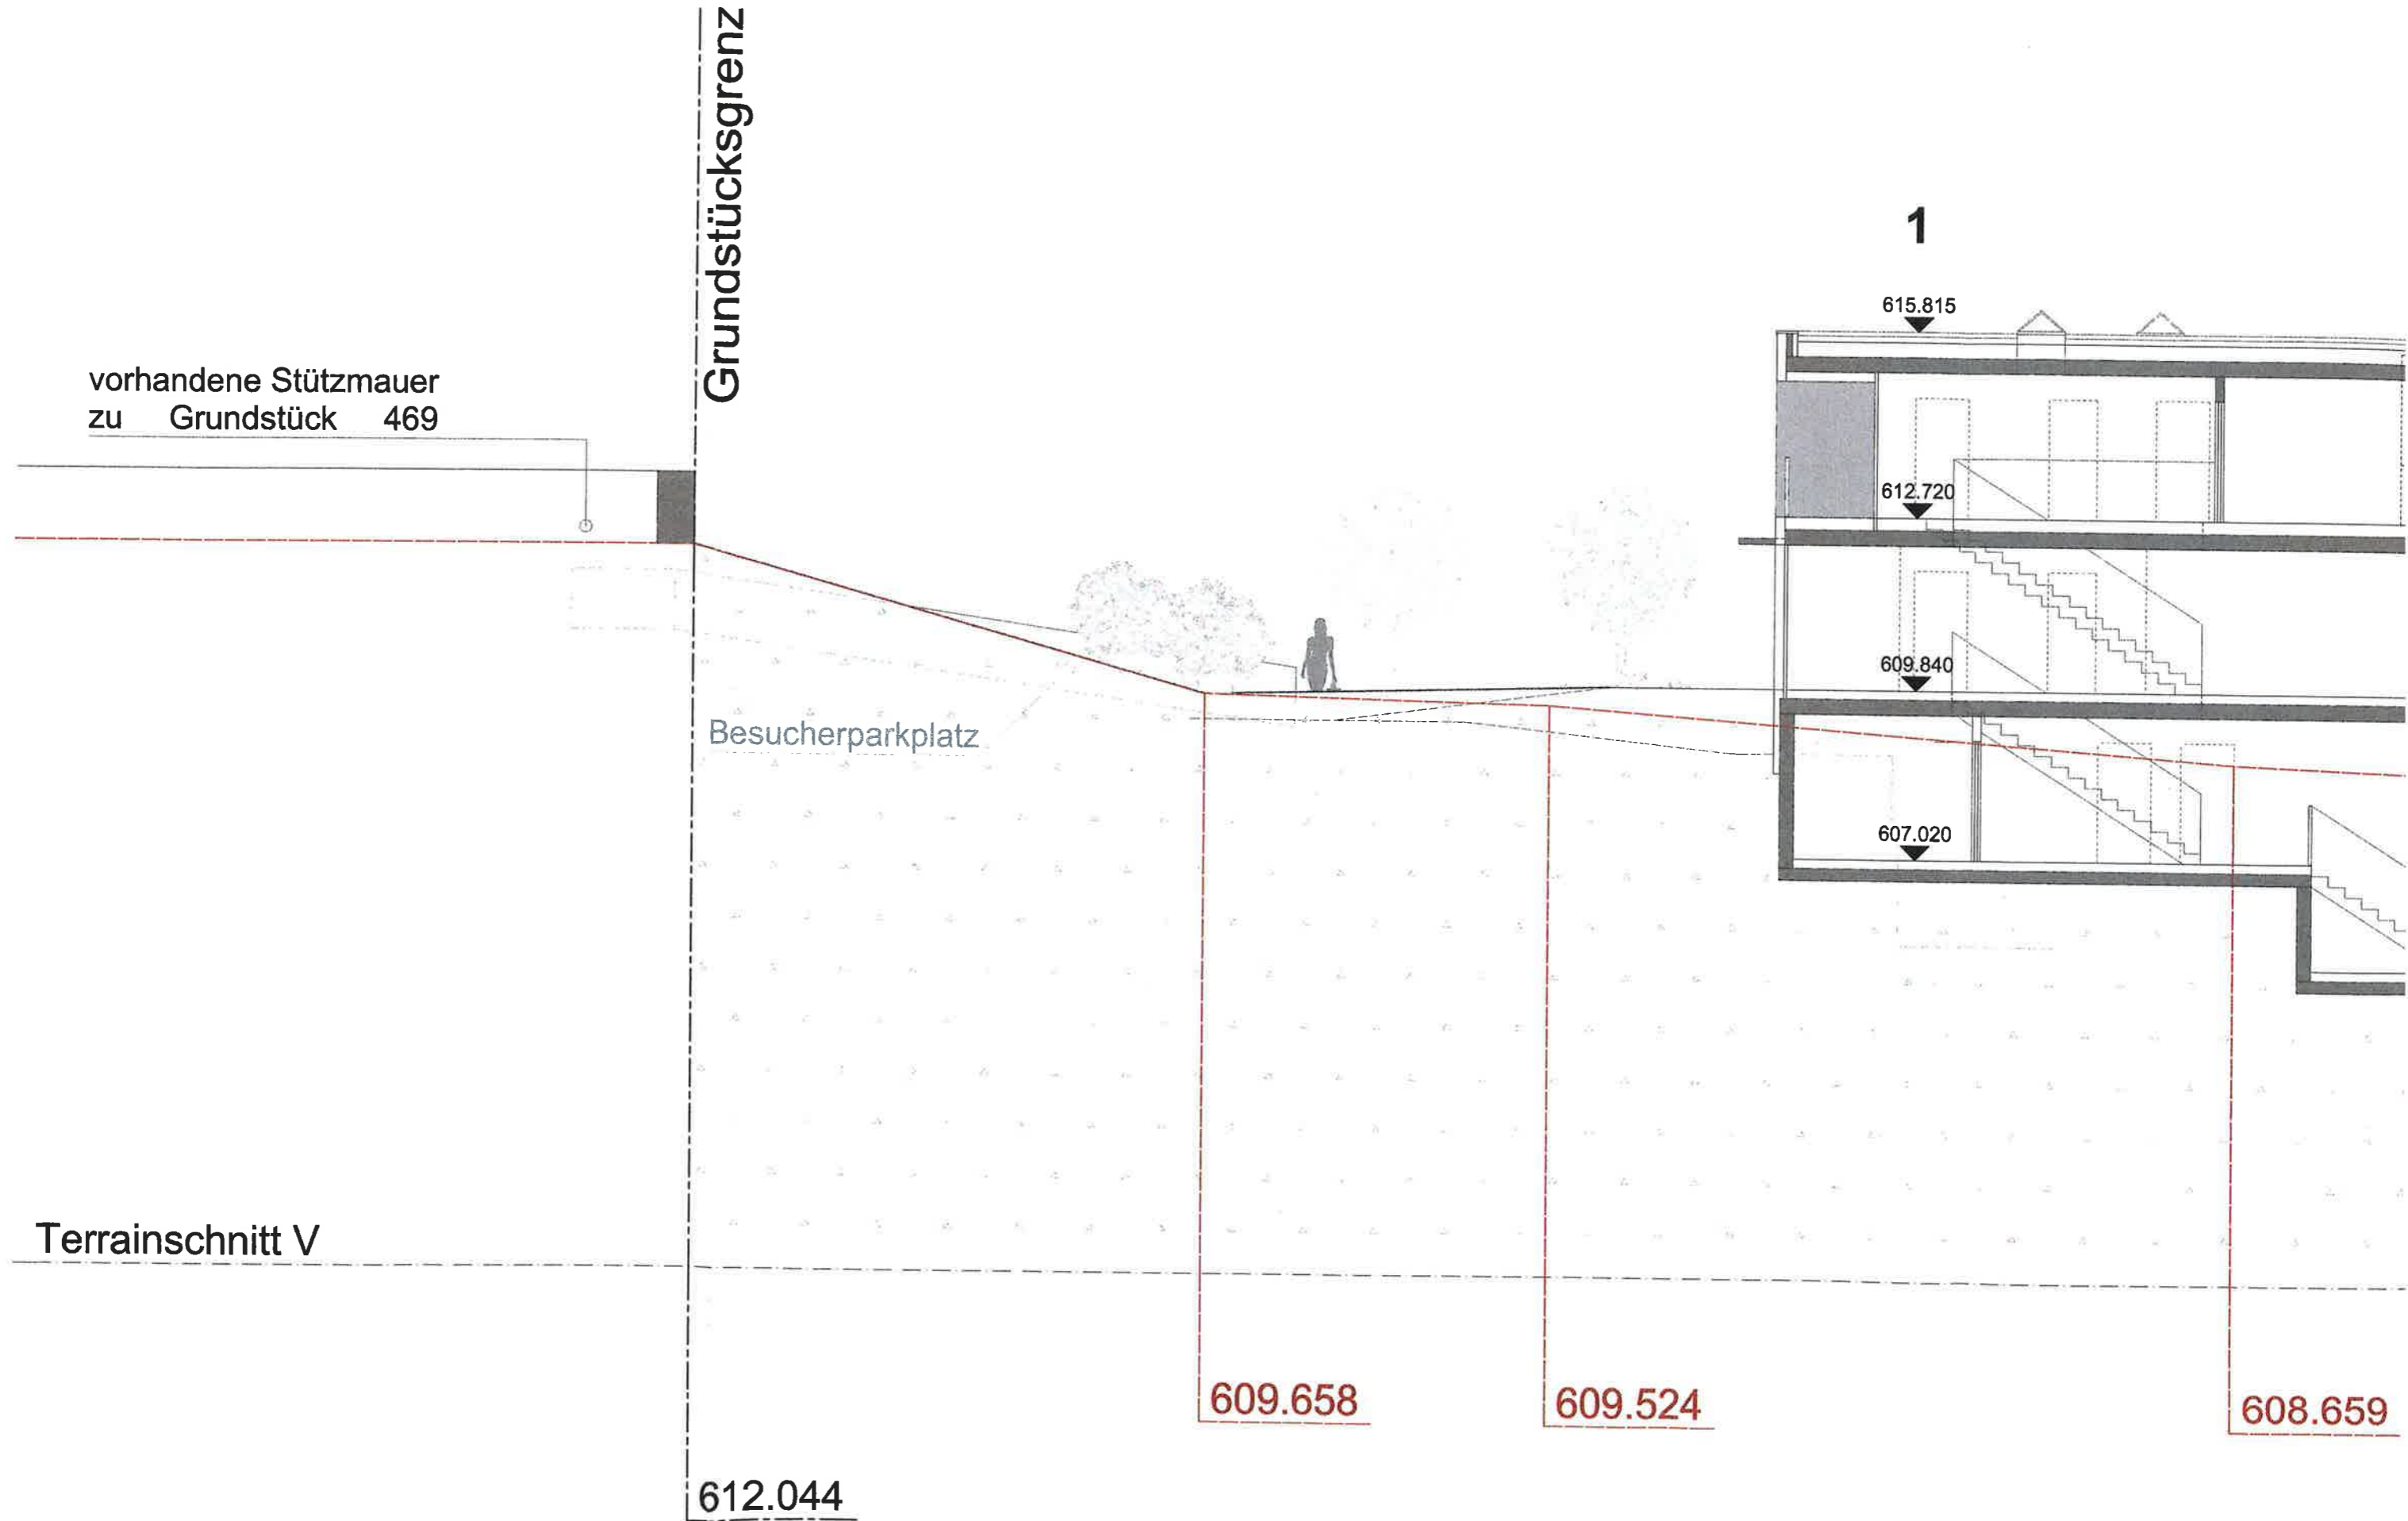 Grundstücksgrenz
1
615.815
vorhandene Stützmauer
zu Grundstück 469
612.720
609.840
Besucherparkplatz
607.020
Terrainschnitt V
609.658
609.524
608.659
612.044